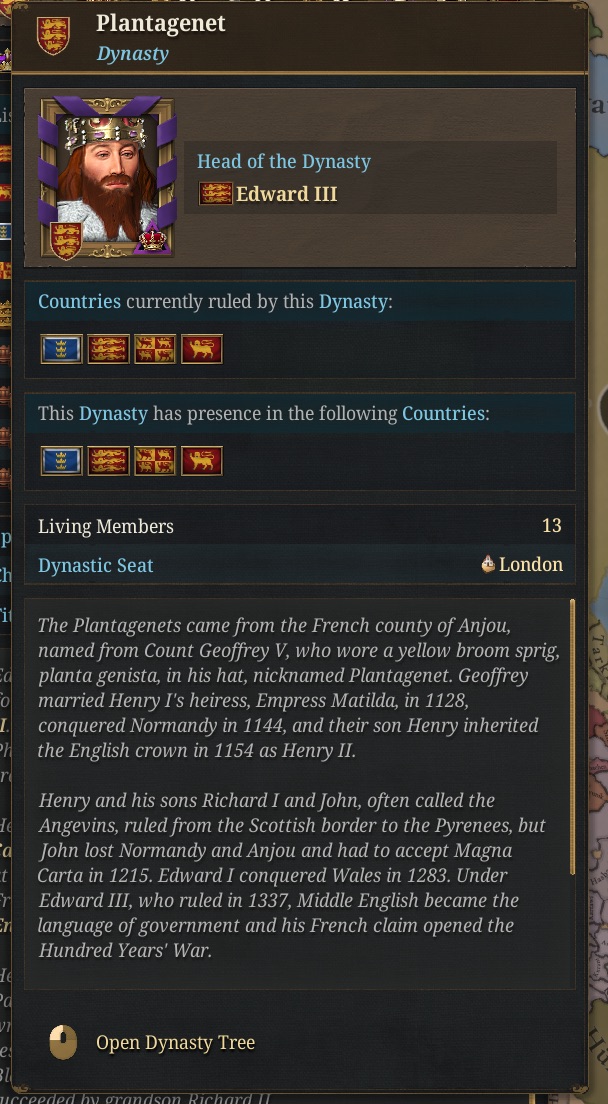 Plantagenet
Dynasty
Head of the Dynasty
Edward III
Countries currently ruled by this Dynasty:
This Dynasty has presence in the following Countries:
Living Members 13
Dynastic Seat London
The Plantagenets came from the French county of Anjou,
named from Count Geoffrey V, who wore a yellow broom sprig,
planta genista, in his hat, nicknamed Plantagenet. Geoffrey
married Henry I's heiress, Empress Matilda, in 1128,
conquered Normandy in 1144, and their son Henry inherited
the English crown in 1154 as Henry II.
Henry and his sons Richard I and John, often called the
Angevins, ruled from the Scottish border to the Pyrenees, but
John lost Normandy and Anjou and had to accept Magna
Carta in 1215. Edward I conquered Wales in 1283. Under
Edward III, who ruled in 1337, Middle English became the
language of government and his French claim opened the
Hundred Years' War.
Open Dynasty Tree
succeeded by grandson Richard II